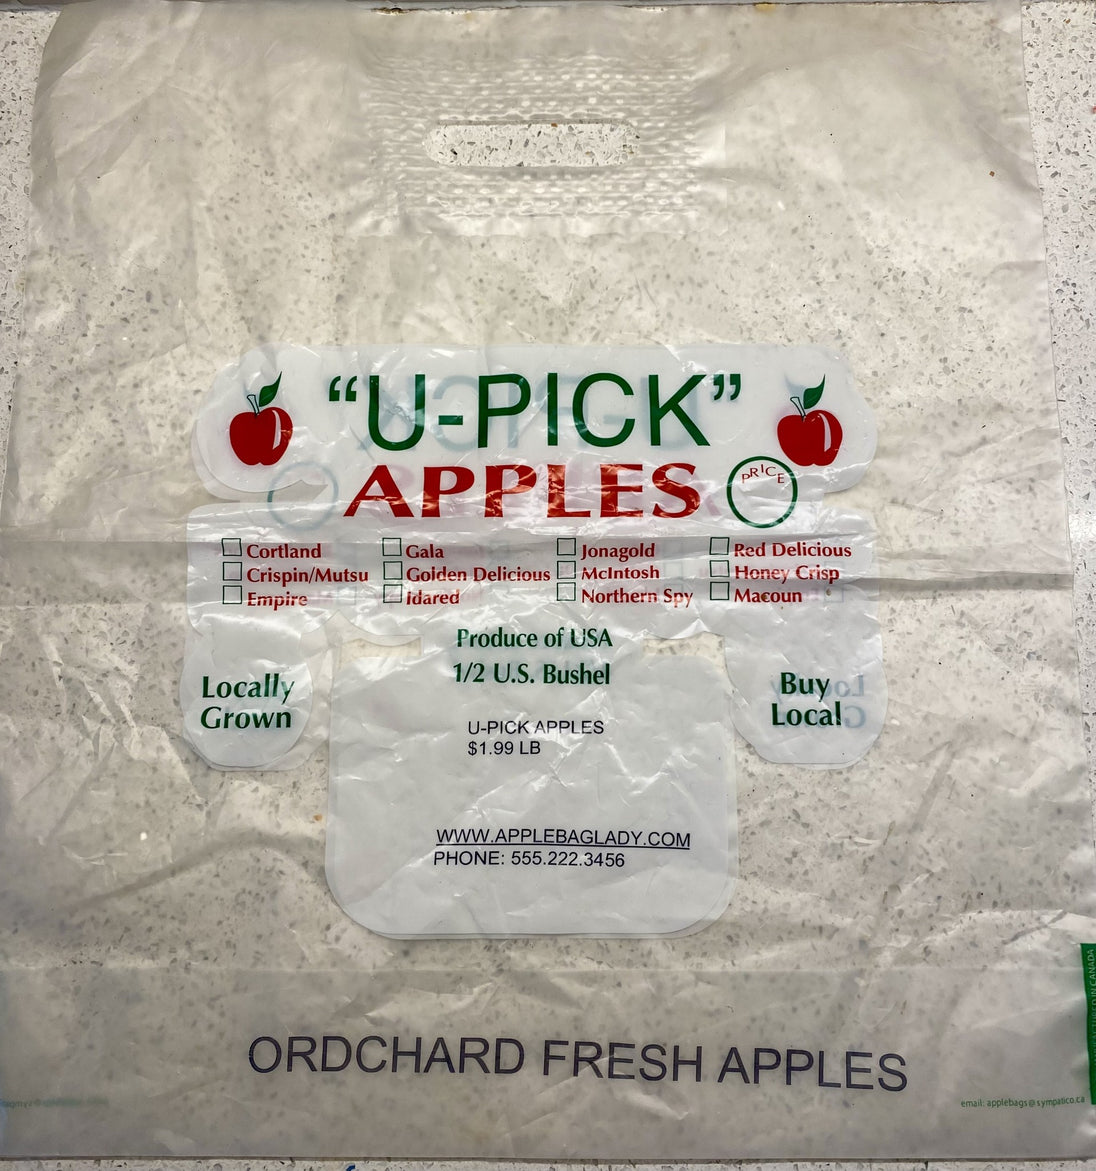 “U-PICK”
APPLES
PRICE
Cortland
Gala
Jonagold
Red Delicious
Crispin/Mutsu
Golden Delicious
McIntosh
Honey Crisp
Empire
Idared
Northern Spy
Macoun
Produce of USA
1/2 U.S. Bushel
Locally
Grown
Buy
Local
U-PICK APPLES
$1.99 LB
WWW.APPLEBAGLADY.COM
PHONE: 555.222.3456
ORDCHARD FRESH APPLES
email: applebags@sympatico.ca
IN CANADA